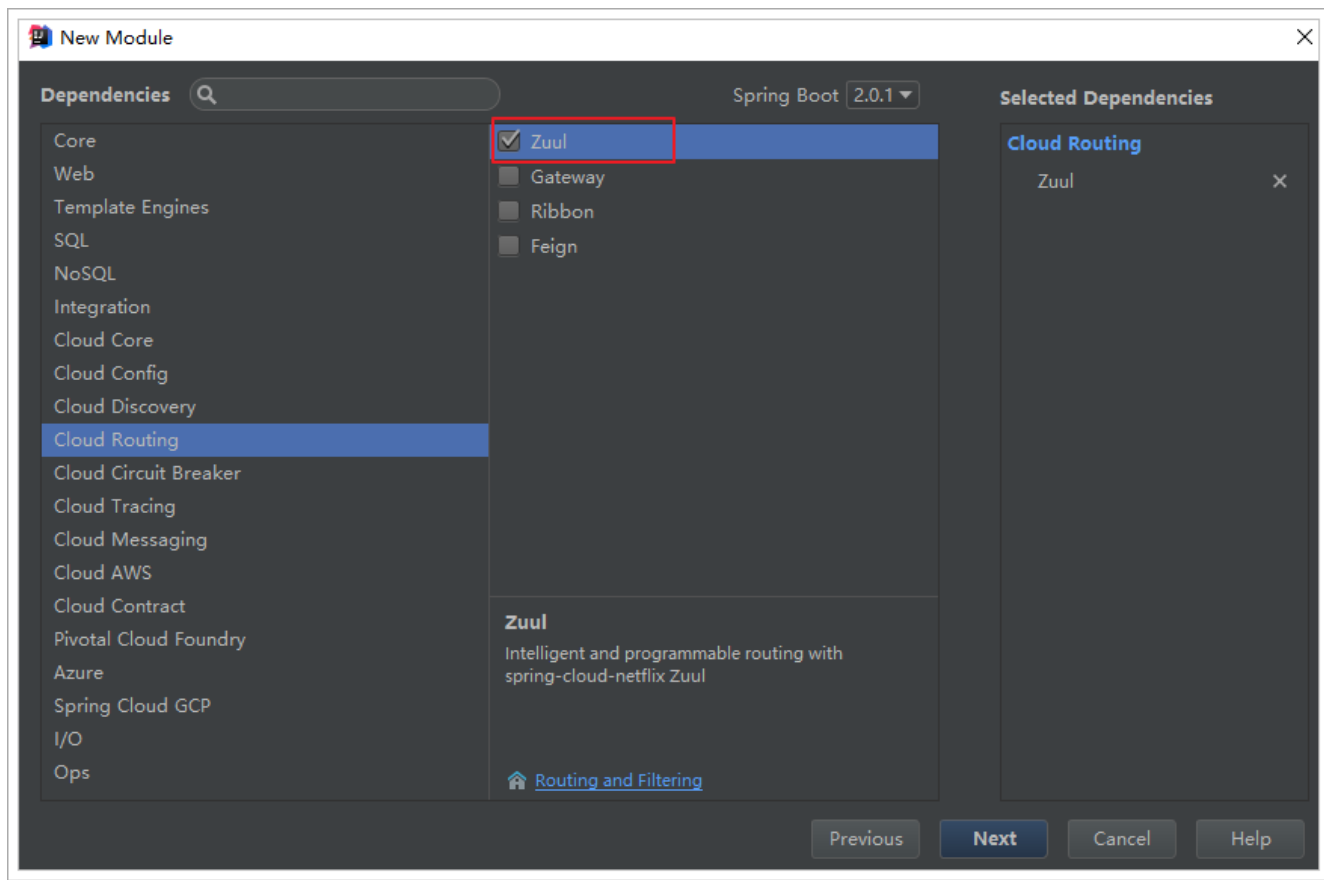 New Module
Dependencies
Spring Boot 2.0.1
Selected Dependencies
Core
Web
Template Engines
SQL
NoSQL
Integration
Cloud Core
Cloud Config
Cloud Discovery
Cloud Routing
Cloud Circuit Breaker
Cloud Tracing
Cloud Messaging
Cloud AWS
Cloud Contract
Pivotal Cloud Foundry
Azure
Spring Cloud GCP
I/O
Ops
Zuul
Gateway
Ribbon
Feign
Zuul
Intelligent and programmable routing with
spring-cloud-netflix Zuul
Routing and Filtering
Cloud Routing
Zuul
Previous
Next
Cancel
Help